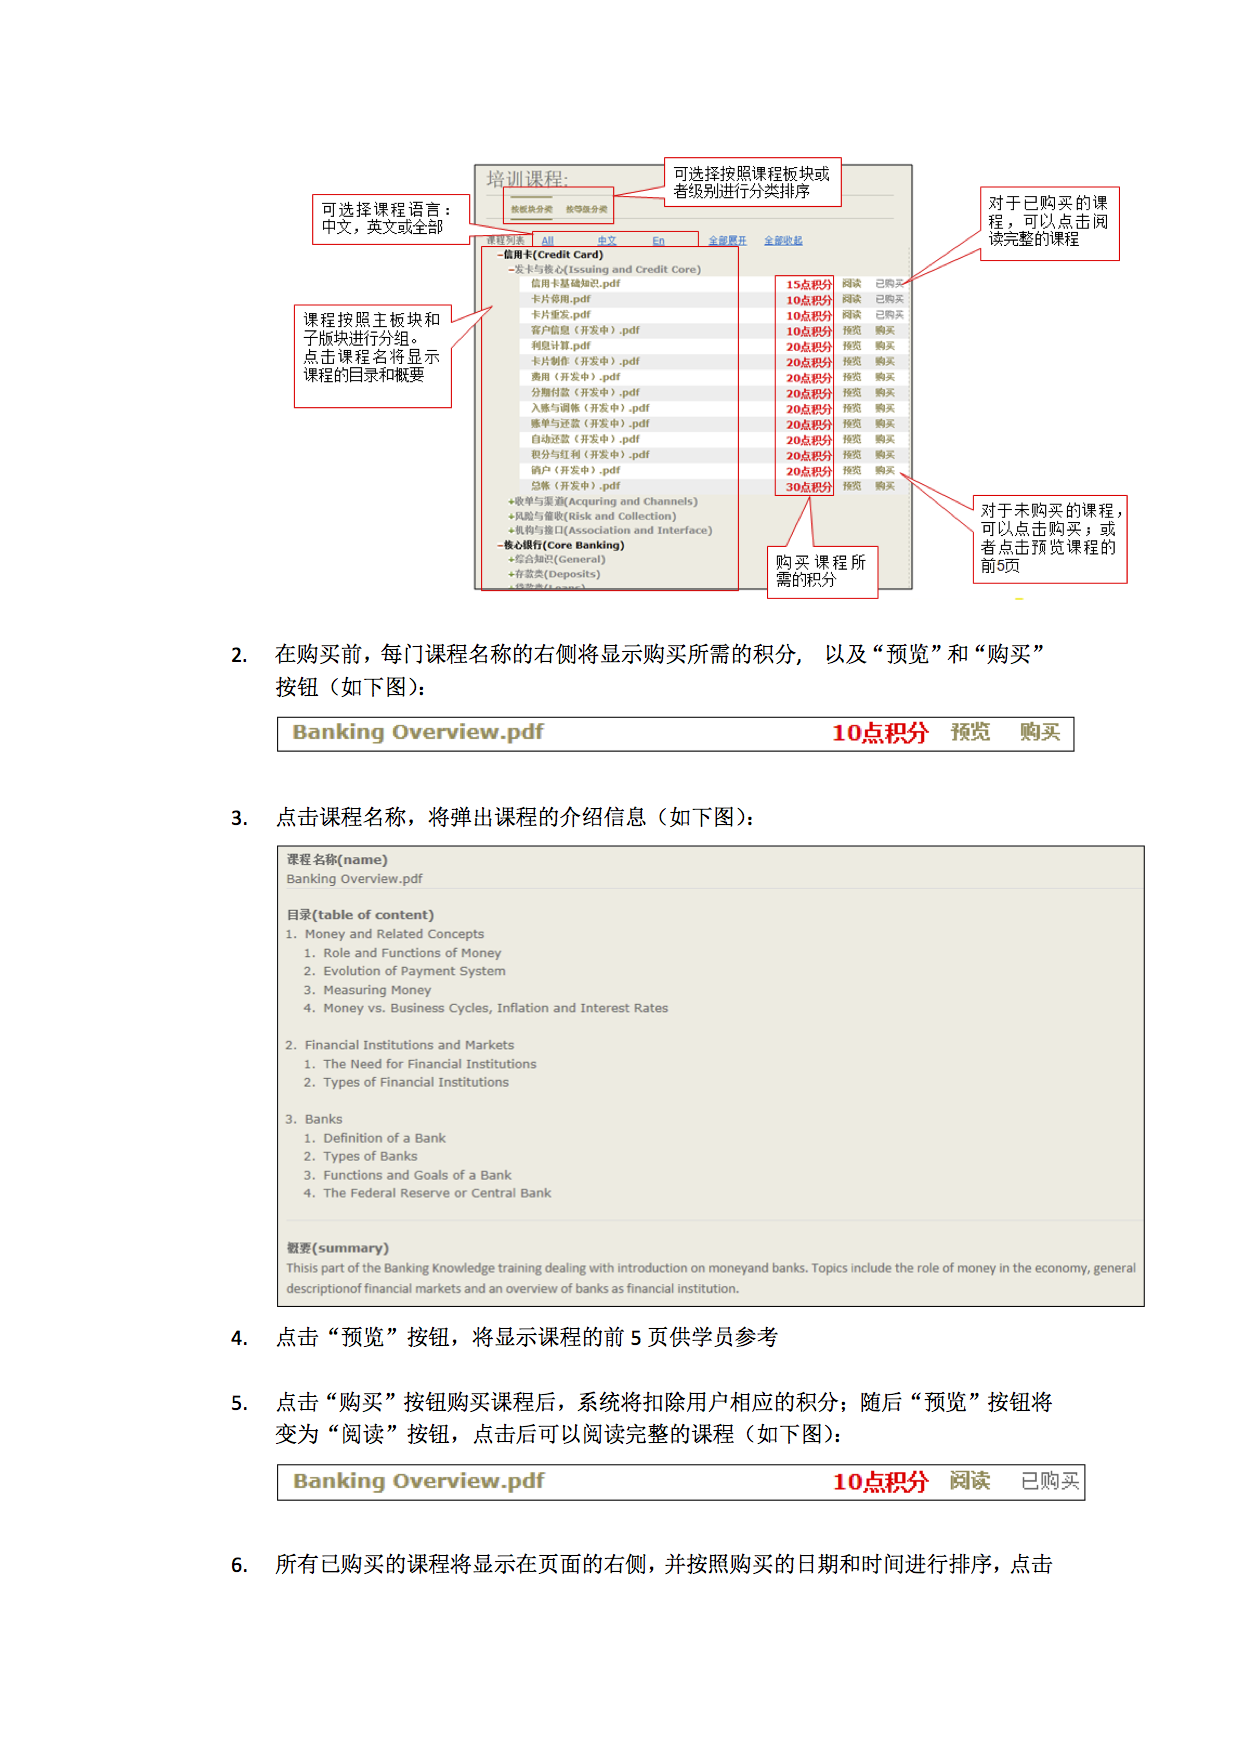 培训课程:
可选择按照课程板块或
者级别进行分类排序
可选择课程语言：
中文，英文或全部
对于已购买的课
程，可以点击阅
读完整的课程
按板块分类 按等级分类
课程列表 All 中文 En 全部展开 全部收起
−信用卡(Credit Card)
−发卡与核心(Issuing and Credit Core)
信用卡基础知识.pdf 15点积分 阅读 已购买
卡片停用.pdf 10点积分 阅读 已购买
卡片重发.pdf 10点积分 阅读 已购买
客户信息（开发中）.pdf 10点积分 预览 购买
利息计算.pdf 20点积分 预览 购买
卡片制作（开发中）.pdf 20点积分 预览 购买
费用（开发中）.pdf 20点积分 预览 购买
分期付款（开发中）.pdf 20点积分 预览 购买
入账与调帐（开发中）.pdf 20点积分 预览 购买
账单与还款（开发中）.pdf 20点积分 预览 购买
自动还款（开发中）.pdf 20点积分 预览 购买
积分与红利（开发中）.pdf 20点积分 预览 购买
销户（开发中）.pdf 20点积分 预览 购买
总帐（开发中）.pdf 30点积分 预览 购买
+收单与渠道(Acquring and Channels)
+风险与催收(Risk and Collection)
+机构与接口(Association and Interface)
−核心银行(Core Banking)
+综合知识(General)
+存款类(Deposits)
+贷款类(Loans)
课程按照主板块和
子版块进行分组。
点击课程名将显示
课程的目录和概要
对于未购买的课程，
可以点击购买；或
者点击预览课程的
前5页
购买课程所
需的积分
2. 在购买前，每门课程名称的右侧将显示购买所需的积分， 以及“预览”和“购买”
按钮（如下图）：
Banking Overview.pdf 10点积分 预览 购买
3. 点击课程名称，将弹出课程的介绍信息（如下图）：
课程名称(name)
Banking Overview.pdf
目录(table of content)
1. Money and Related Concepts
1. Role and Functions of Money
2. Evolution of Payment System
3. Measuring Money
4. Money vs. Business Cycles, Inflation and Interest Rates
2. Financial Institutions and Markets
1. The Need for Financial Institutions
2. Types of Financial Institutions
3. Banks
1. Definition of a Bank
2. Types of Banks
3. Functions and Goals of a Bank
4. The Federal Reserve or Central Bank
概要(summary)
Thisis part of the Banking Knowledge training dealing with introduction on moneyand banks. Topics include the role of money in the economy, general
descriptionof financial markets and an overview of banks as financial institution.
4. 点击“预览”按钮，将显示课程的前 5 页供学员参考
5. 点击“购买”按钮购买课程后，系统将扣除用户相应的积分；随后“预览”按钮将
变为“阅读”按钮，点击后可以阅读完整的课程（如下图）：
Banking Overview.pdf 10点积分 阅读 已购买
6. 所有已购买的课程将显示在页面的右侧，并按照购买的日期和时间进行排序，点击